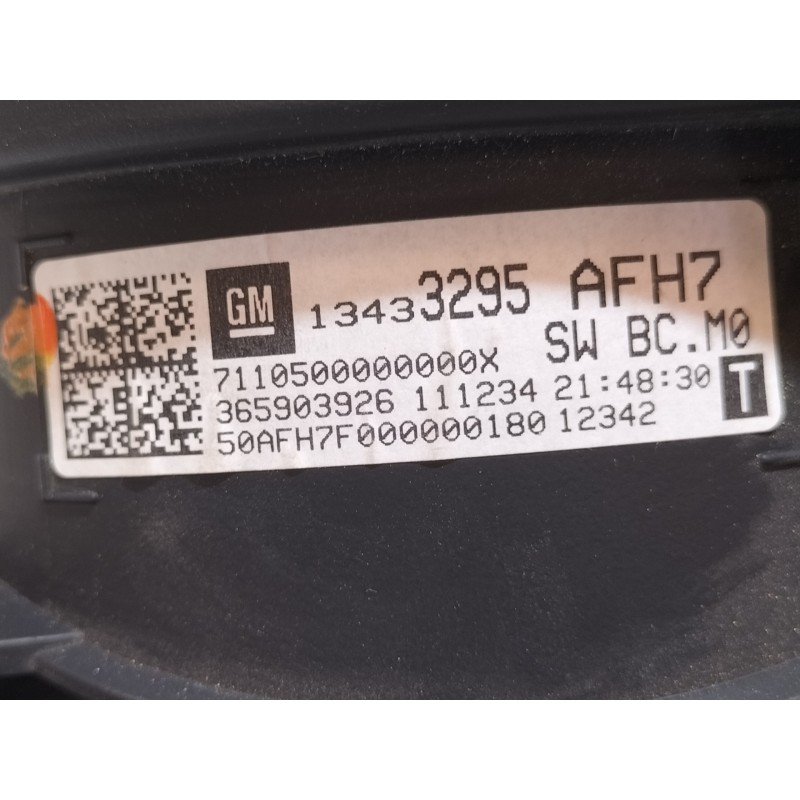 GM 13433295 AFH7
SW BC.M0
7110500000000X
365903926 111234 21:48:30 T
50AFH7F000000180 12342